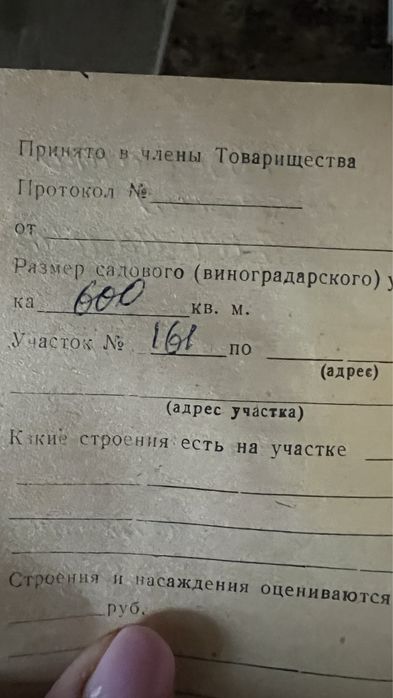 Принято в члены Товарищества
Протокол №
от
Размер садового (виноградарского) у
ка 600 кв. м.
Участок № 161 по
(адрес)
(адрес участка)
Какие строения есть на участке
Строения и насаждения оцениваются
руб.